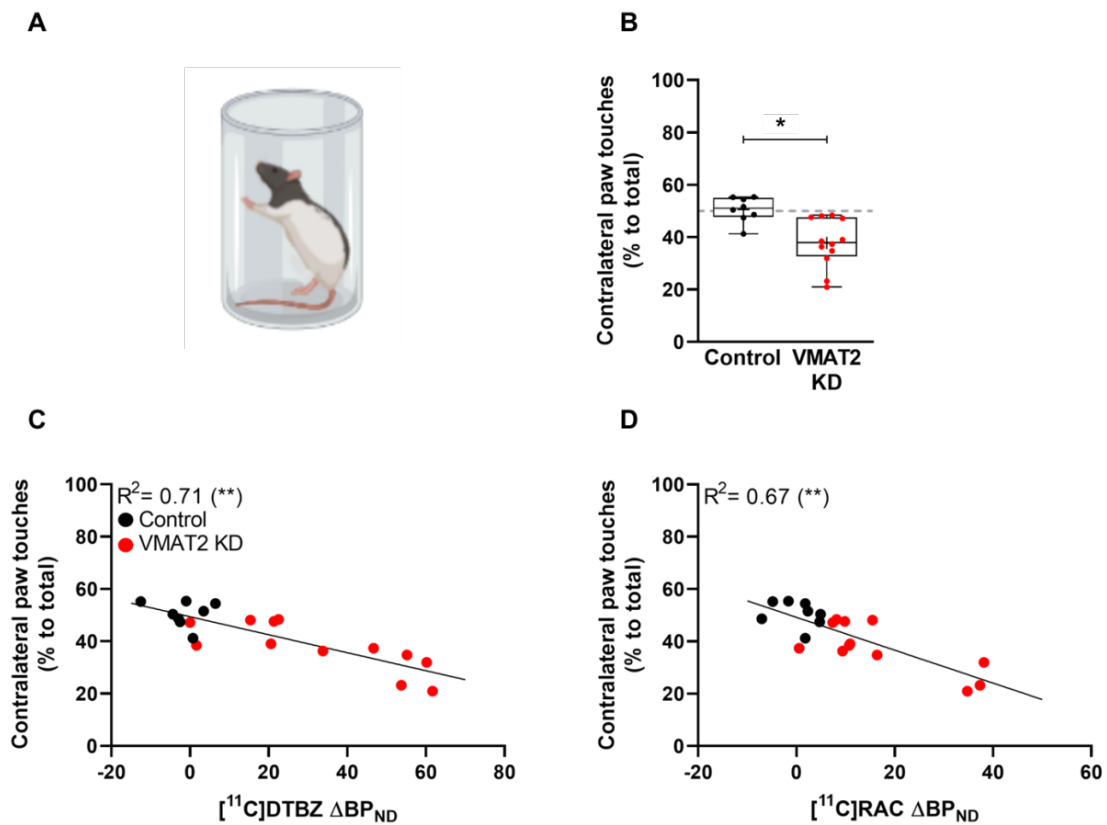 A
B
Contralateral paw touches
(% to total)
100
80
60
40
20
0
*
Control
VMAT2
KD
C
D
Contralateral paw touches
(% to total)
100
80
60
40
20
0
R²= 0.71 (**)
Control
VMAT2 KD
-20
0
20
40
60
80
[¹¹C]DTBZ ΔBP_ND
Contralateral paw touches
(% to total)
100
80
60
40
20
0
R²= 0.67 (**)
-20
0
20
40
60
[¹¹C]RAC ΔBP_ND